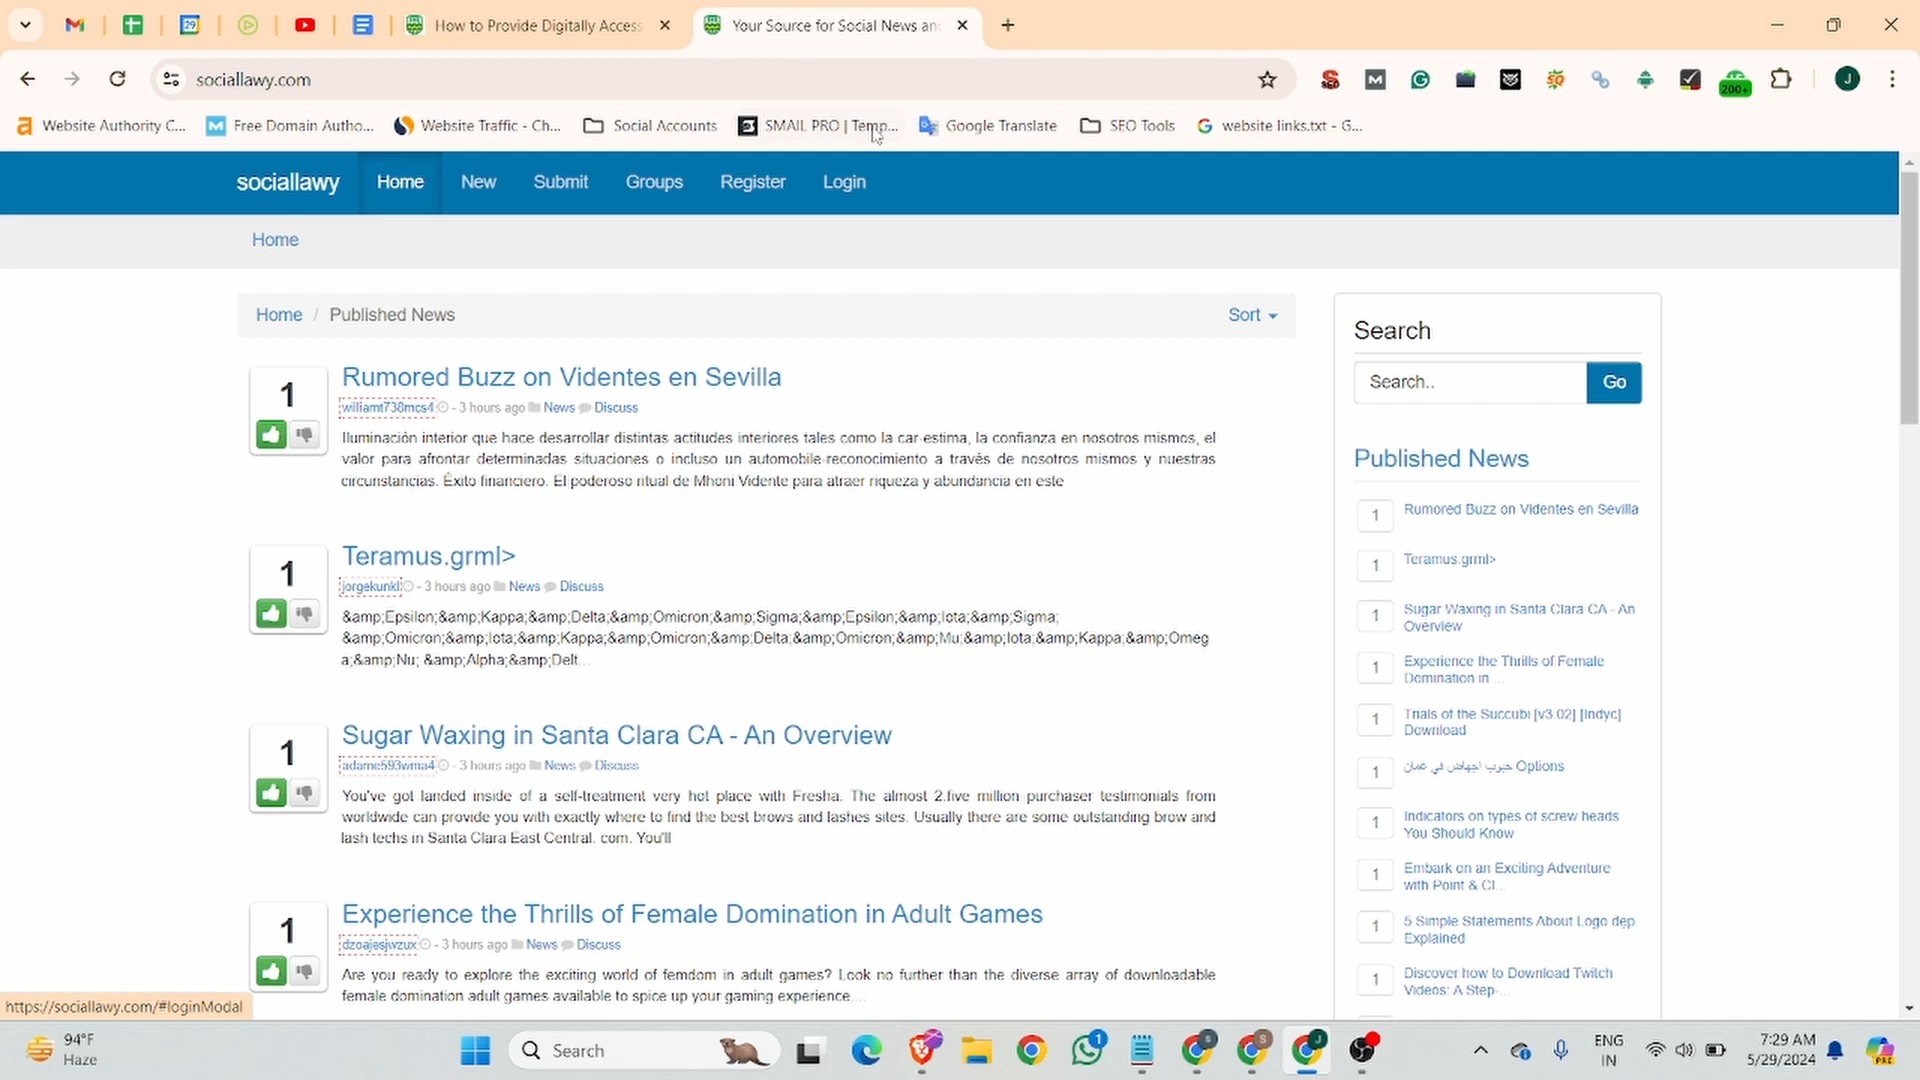 How to Provide Digitally Access
Your Source for Social News an
sociallawy.com
200+
J
Website Authority C...
Free Domain Autho...
Website Traffic - Ch...
Social Accounts
SMAIL PRO | Temp...
Google Translate
SEO Tools
website links.txt - G...
sociallawy
Home
New
Submit
Groups
Register
Login
Home
Home / Published News
Sort
1
Rumored Buzz on Videntes en Sevilla
williamt738mcs4 - 3 hours ago News Discuss
Iluminación interior que hace desarrollar distintas actitudes interiores tales como la car-estima, la confianza en nosotros mismos, el
valor para afrontar determinadas situaciones o incluso un automobile-reconocimiento a través de nosotros mismos y nuestras
circunstancias. Éxito financiero. El poderoso ritual de Mhoni Vidente para atraer riqueza y abundancia en este
1
Teramus.grml>
jorgekunkl - 3 hours ago News Discuss
&amp;Epsilon;&amp;Kappa;&amp;Delta;&amp;Omicron;&amp;Sigma;&amp;Epsilon;&amp;Iota;&amp;Sigma;
&amp;Omicron;&amp;Iota;&amp;Kappa;&amp;Omicron;&amp;Delta;&amp;Omicron;&amp;Mu;&amp;Iota;&amp;Kappa;&amp;Omeg
a;&amp;Nu; &amp;Alpha;&amp;Delt...
1
Sugar Waxing in Santa Clara CA - An Overview
adame593wma4 - 3 hours ago News Discuss
You've got landed inside of a self-treatment very hot place with Fresha. The almost 2.five million purchaser testimonials from
worldwide can provide you with exactly where to find the best brows and lashes sites. Usually there are some outstanding brow and
lash techs in Santa Clara East Central. com. You'll
1
Experience the Thrills of Female Domination in Adult Games
dzoajesjvzux - 3 hours ago News Discuss
Are you ready to explore the exciting world of femdom in adult games? Look no further than the diverse array of downloadable
female domination adult games available to spice up your gaming experience....
Search
Search..
Go
Published News
1
Rumored Buzz on Videntes en Sevilla
1
Teramus.grml>
1
Sugar Waxing in Santa Clara CA - An
Overview
1
Experience the Thrills of Female
Domination in ...
1
Trials of the Succubi [v3.02] [Indyc]
Download
1
حبوب اجهاض في عمان Options
1
Indicators on types of screw heads
You Should Know
1
Embark on an Exciting Adventure
with Point & Cl...
1
5 Simple Statements About Logo dęp
Explained
1
Discover how to Download Twitch
Videos: A Step-...
https://sociallawy.com/#loginModal
94°F
Haze
Search
1
ENG
IN
7:29 AM
5/29/2024